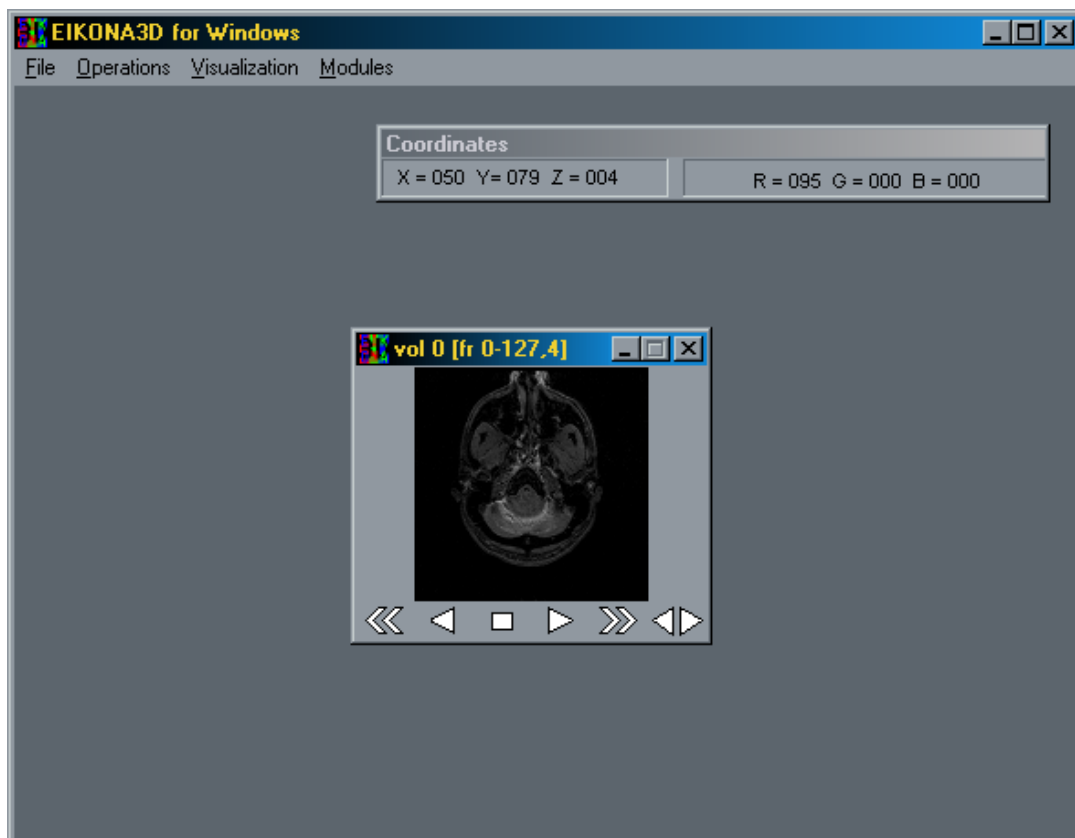 EIKONA3D for Windows
File Operations Visualization Modules
Coordinates
X = 050 Y= 079 Z = 004 R = 095 G = 000 B = 000
vol 0 [fr 0-127,4]